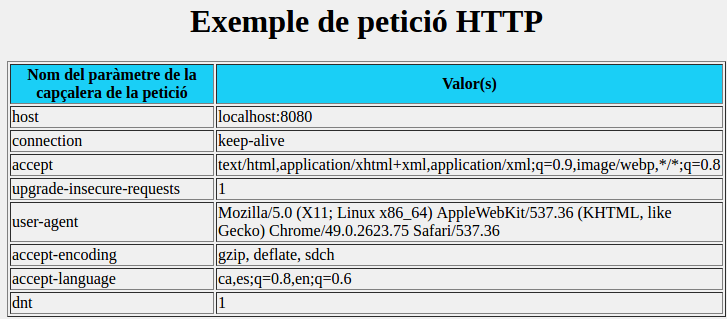 Exemple de petició HTTP
Nom del paràmetre de la
capçalera de la petició
Valor(s)
host
localhost:8080
connection
keep-alive
accept
text/html,application/xhtml+xml,application/xml;q=0.9,image/webp,*/*;q=0.8
upgrade-insecure-requests
1
user-agent
Mozilla/5.0 (X11; Linux x86_64) AppleWebKit/537.36 (KHTML, like
Gecko) Chrome/49.0.2623.75 Safari/537.36
accept-encoding
gzip, deflate, sdch
accept-language
ca,es;q=0.8,en;q=0.6
dnt
1